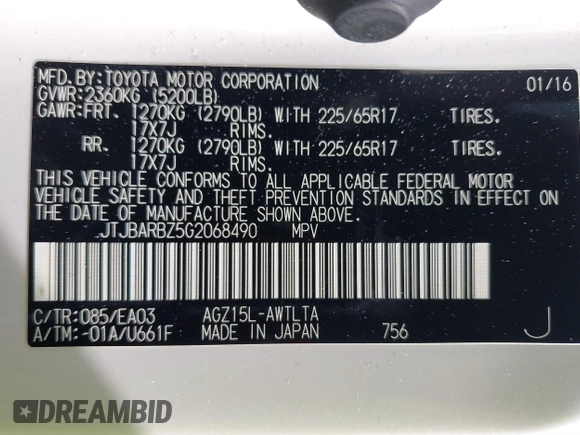 MFD. BY: TOYOTA MOTOR CORPORATION 01/16
GVWR: 2360KG (5200LB)
GAWR: FRT. 1270KG (2790LB) WITH 225/65R17 TIRES.
17X7J RIMS.
RR. 1270KG (2790LB) WITH 225/65R17 TIRES.
17X7J RIMS.
THIS VEHICLE CONFORMS TO ALL APPLICABLE FEDERAL MOTOR
VEHICLE SAFETY AND THEFT PREVENTION STANDARDS IN EFFECT ON
THE DATE OF MANUFACTURE SHOWN ABOVE.
JTJBARBZ5G2068490 MPV
C/TR: 085/EA03 AGZ15L-AWTLTA
A/TM: -01A/U661F MADE IN JAPAN 756 J
DREAMBID